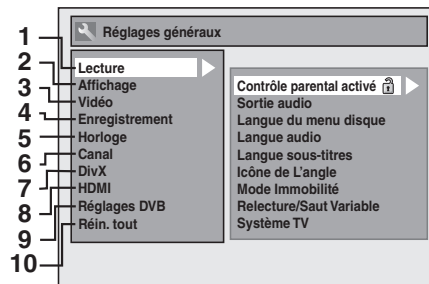 Réglages généraux
1 Lecture
2 Affichage
3 Vidéo
4 Enregistrement
5 Horloge
6 Canal
7 DivX
8 HDMI
9 Réglages DVB
10 Réin. tout
Contrôle parental activé
Sortie audio
Langue du menu disque
Langue audio
Langue sous-titres
Icône de L'angle
Mode Immobilité
Relecture/Saut Variable
Système TV